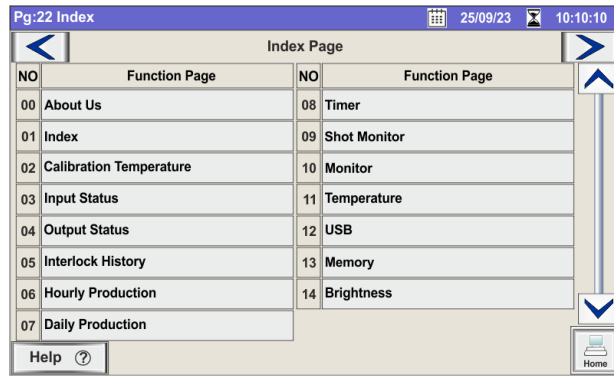 Pg:22 Index 25/09/23 10:10:10
Index Page
NO Function Page NO Function Page
00 About Us 08 Timer
01 Index 09 Shot Monitor
02 Calibration Temperature 10 Monitor
03 Input Status 11 Temperature
04 Output Status 12 USB
05 Interlock History 13 Memory
06 Hourly Production 14 Brightness
07 Daily Production
Help ?
Home